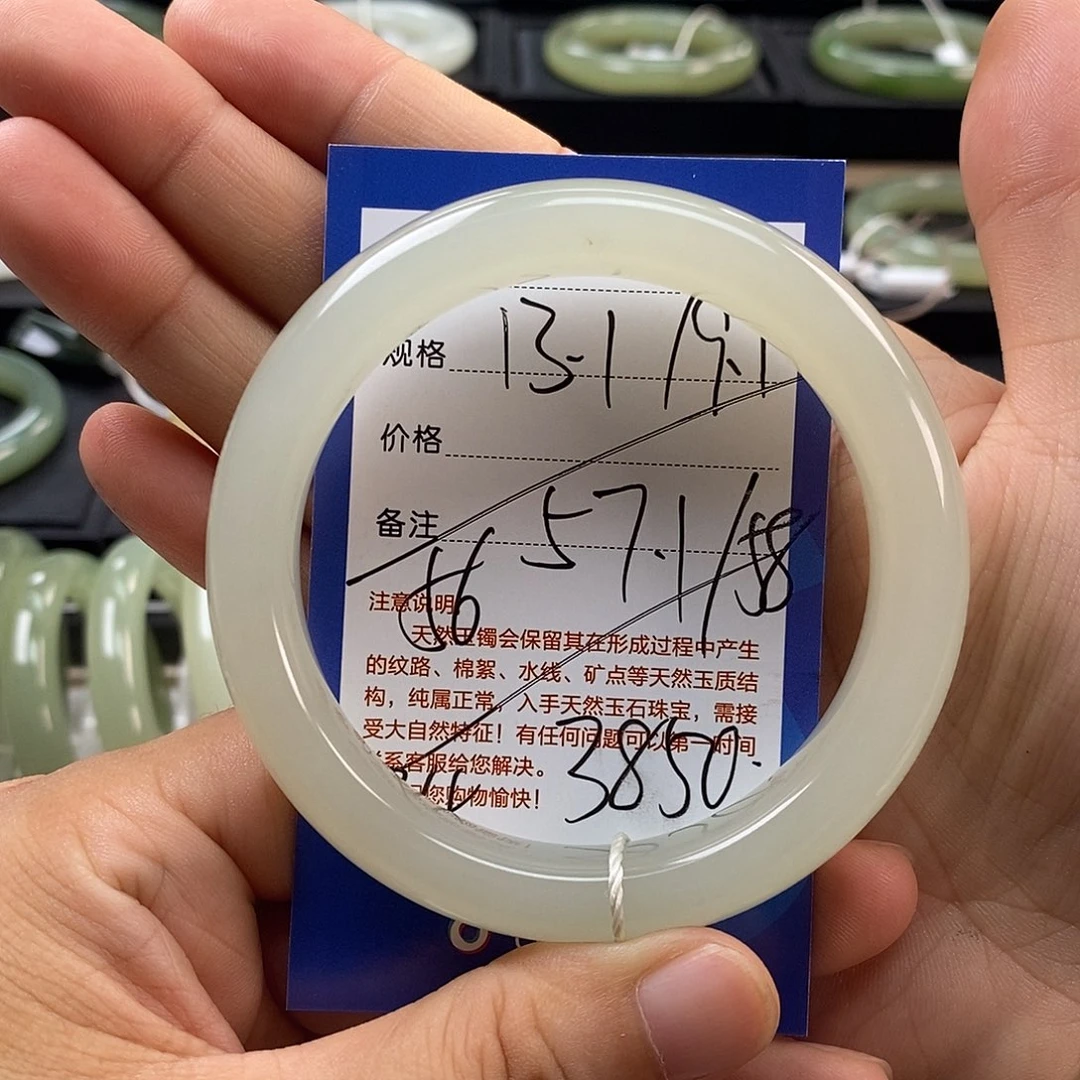 规格 13.1/9.1
价格
备注 57.1/58
56
注意说明
天然玉镯会保留其在形成过程中产生
的纹路、棉絮、水线、矿点等天然玉质结
构，纯属正常，入手天然玉石珠宝，需接
受大自然特征！有任何问题可以第一时间
系客服给您解决。
您购物愉快！
3850.